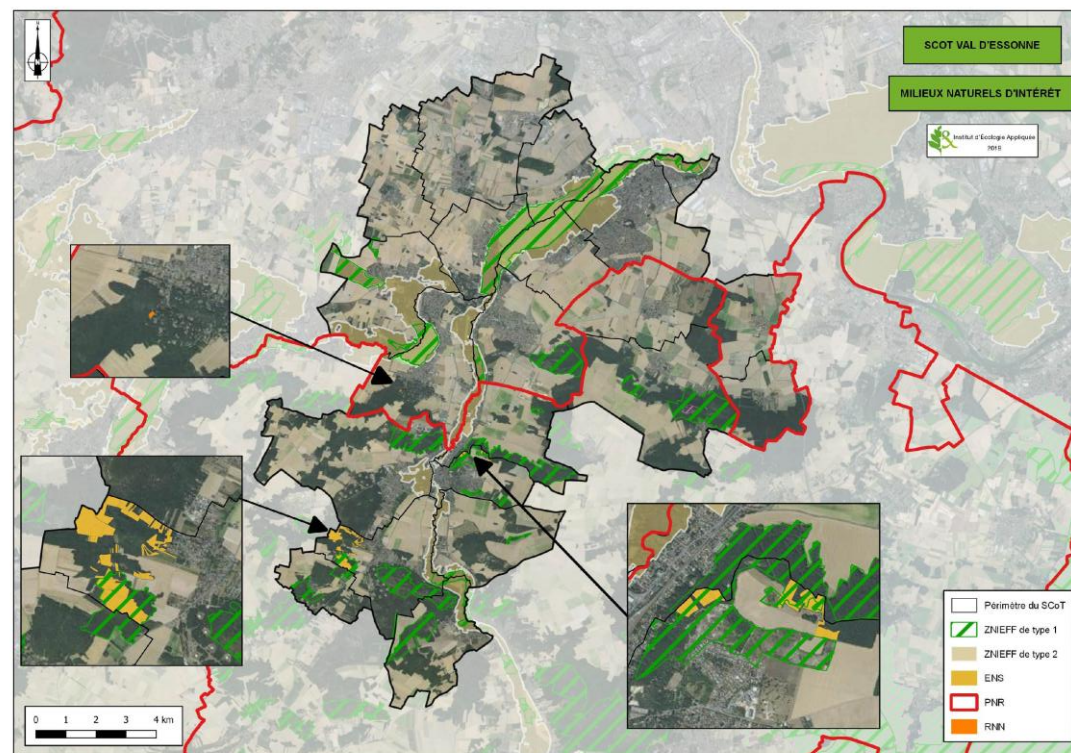 SCOT VAL D'ESSONNE
MILIEUX NATURELS D'INTÉRÊT
Institut d'Écologie Appliquée
2018
Périmètre du SCoT
ZNIEFF de type 1
ZNIEFF de type 2
ENS
PNR
RNN
0 1 2 3 4 km